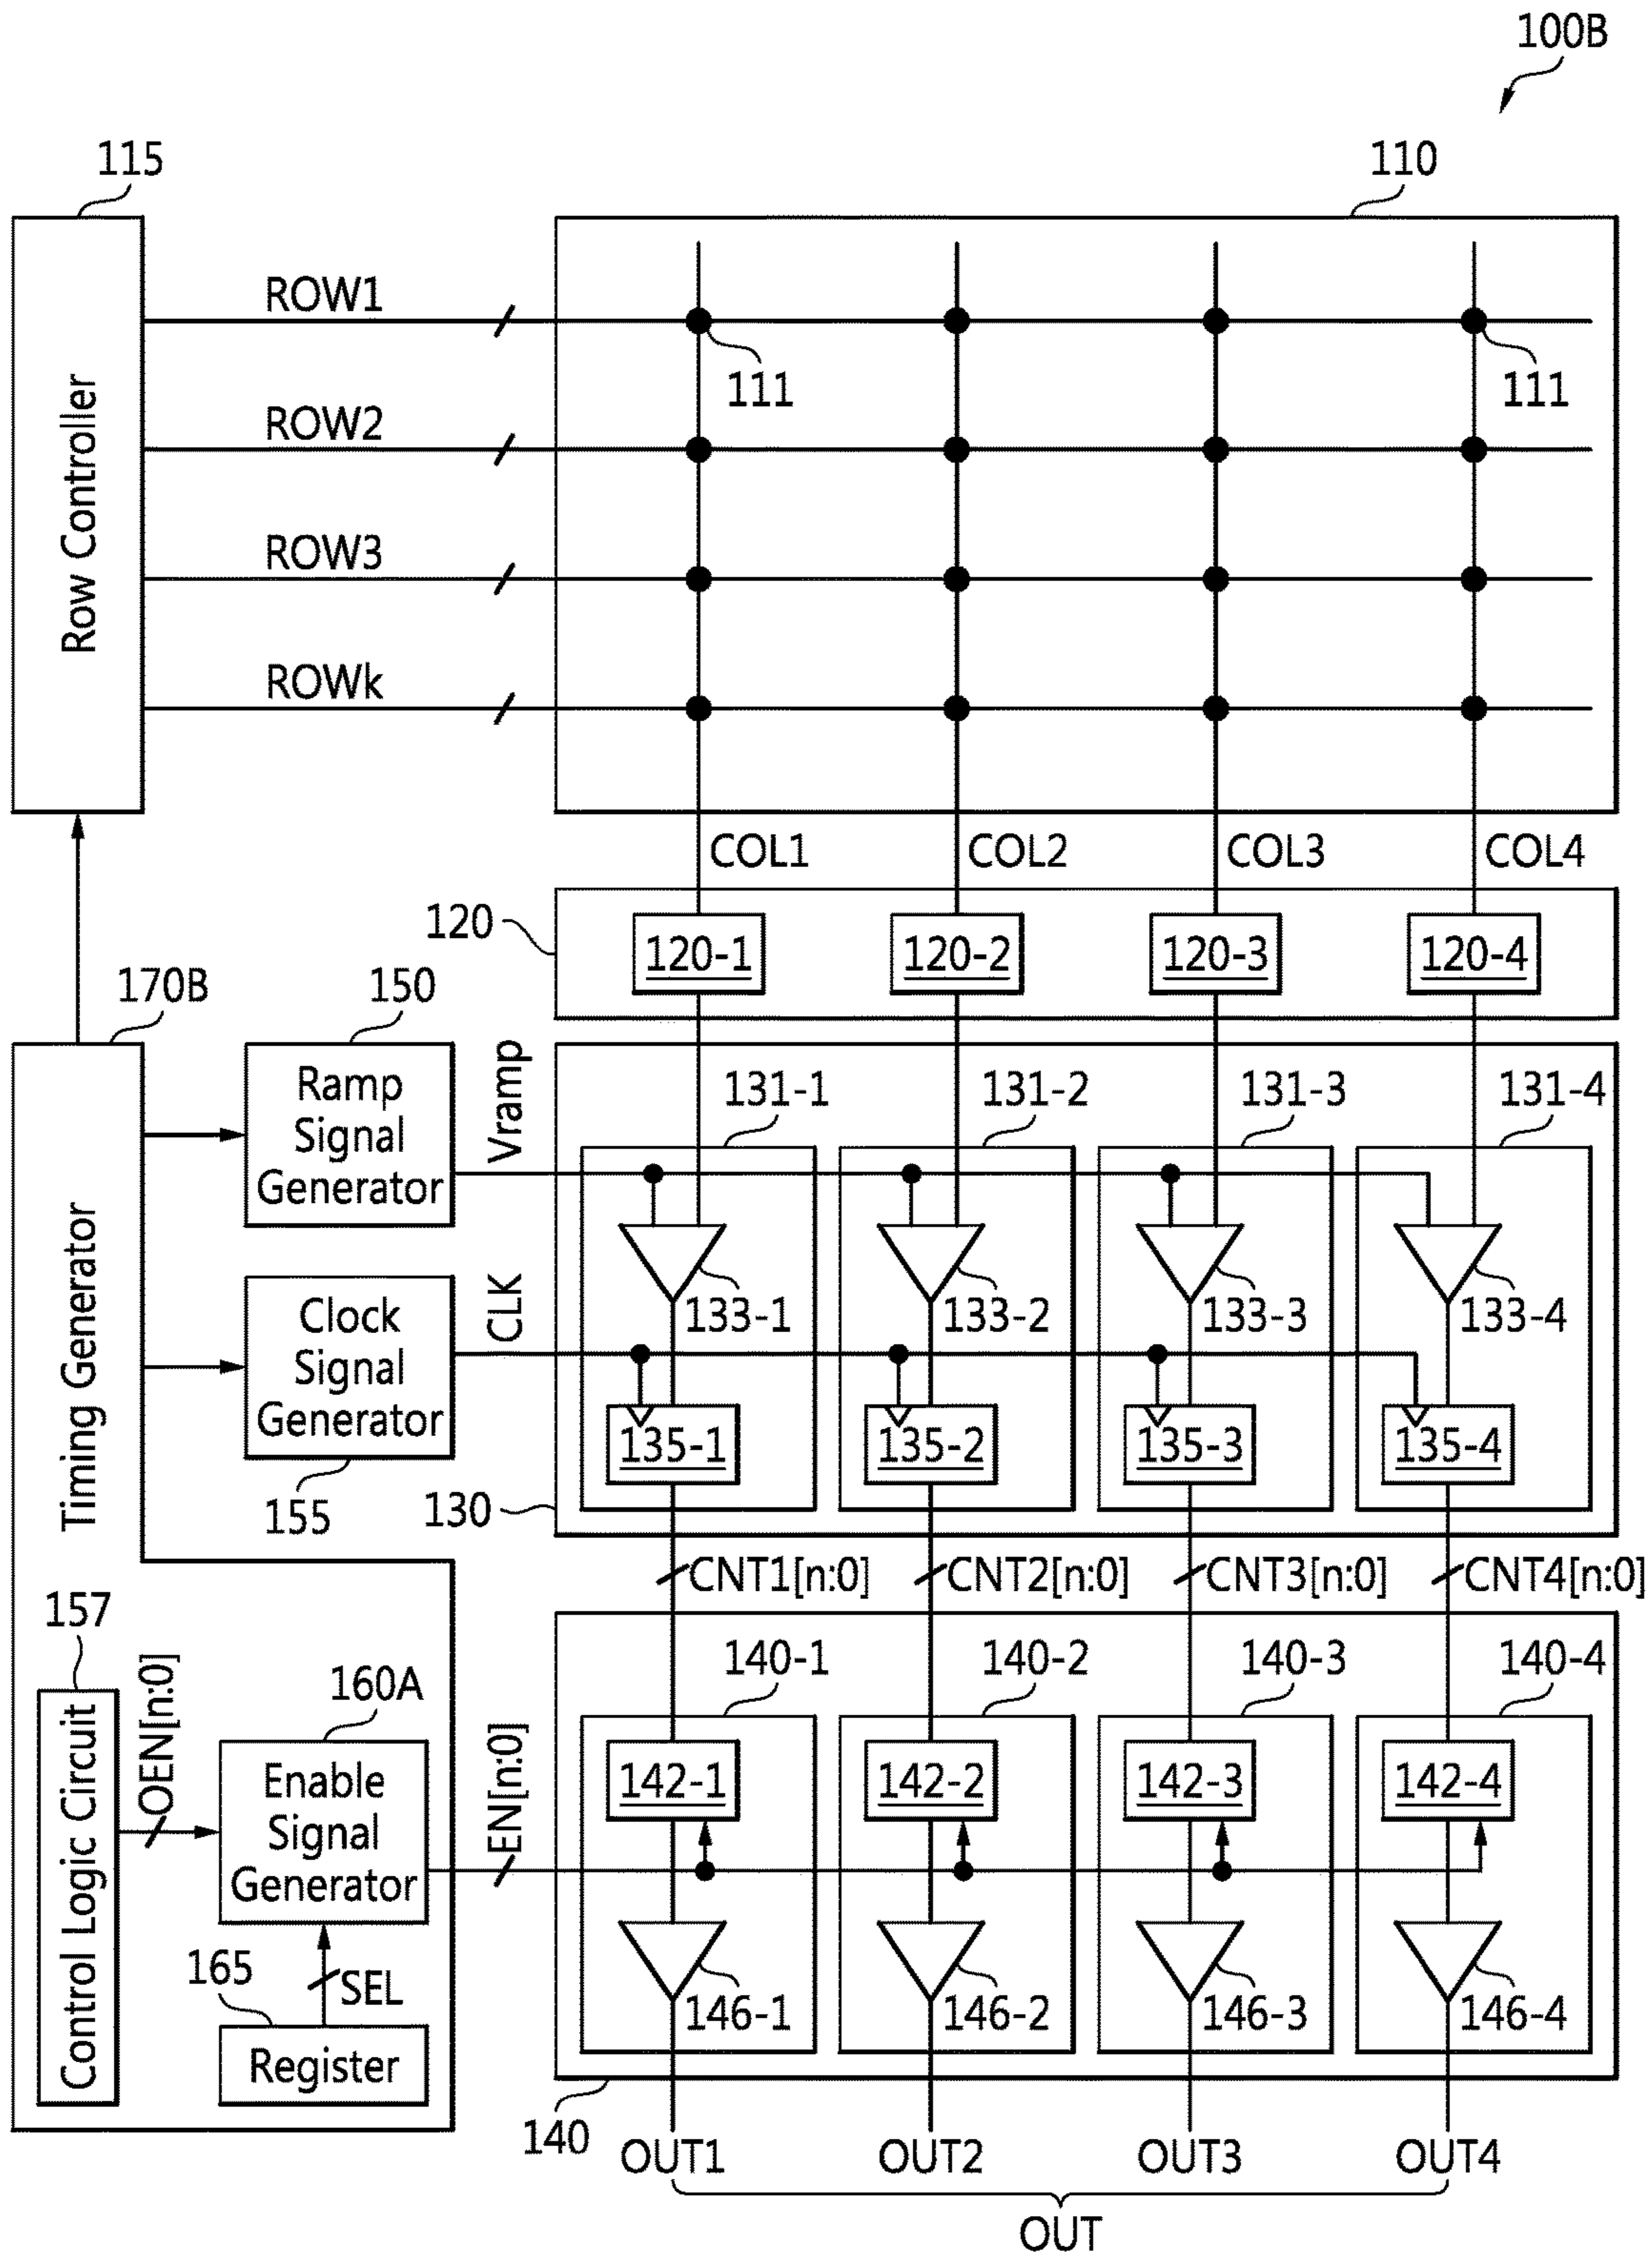 100B
115
110
ROW1
111
111
ROW2
Row Controller
ROW3
ROWk
COL1
COL2
COL3
COL4
120
120-1
120-2
120-3
120-4
170B
150
Ramp
Signal
Generator
Vramp
131-1
131-2
131-3
131-4
133-1
133-2
133-3
133-4
Timing Generator
Clock
Signal
Generator
CLK
155
135-1
135-2
135-3
135-4
130
CNT1[n:0]
CNT2[n:0]
CNT3[n:0]
CNT4[n:0]
157
Control Logic Circuit
OEN[n:0]
160A
Enable
Signal
Generator
EN[n:0]
140-1
140-2
140-3
140-4
142-1
142-2
142-3
142-4
165
SEL
Register
146-1
146-2
146-3
146-4
140
OUT1
OUT2
OUT3
OUT4
OUT